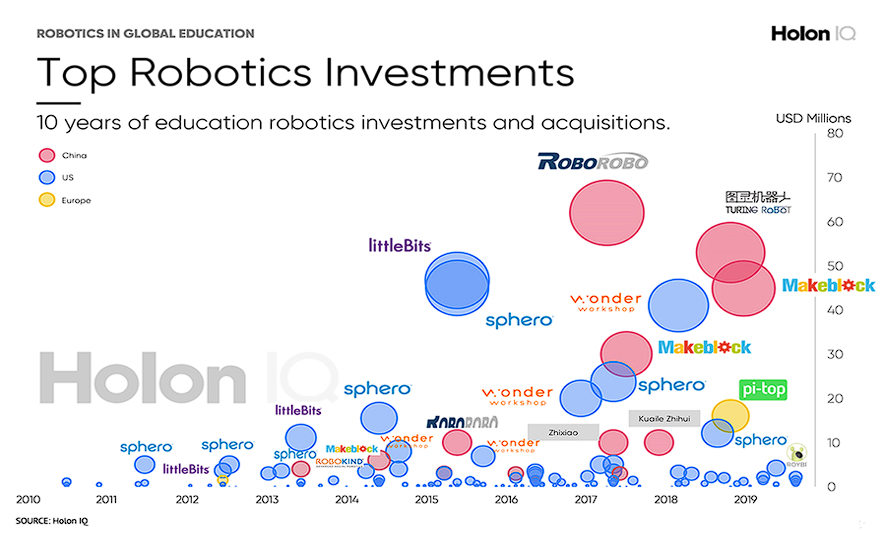 ROBOTICS IN GLOBAL EDUCATION
Holon IQ
Top Robotics Investments
10 years of education robotics investments and acquisitions.
USD Millions
China
US
Europe
80
70
60
50
40
30
20
10
0
ROBOROBO
图灵机器人
TURING ROBOT
littleBits
sphero
wonder
workshop
Makeblock
Makeblock
Holon IQ
sphero
wonder
workshop
sphero
pi-top
littleBits
ROBOROBO
Zhixiao
Kuaile Zhihui
sphero
sphero
sphero
Makeblock
wonder
workshop
wonder
workshop
sphero
littleBits
ROBOKIND
ROYBI
2010
2011
2012
2013
2014
2015
2016
2017
2018
2019
SOURCE: Holon IQ